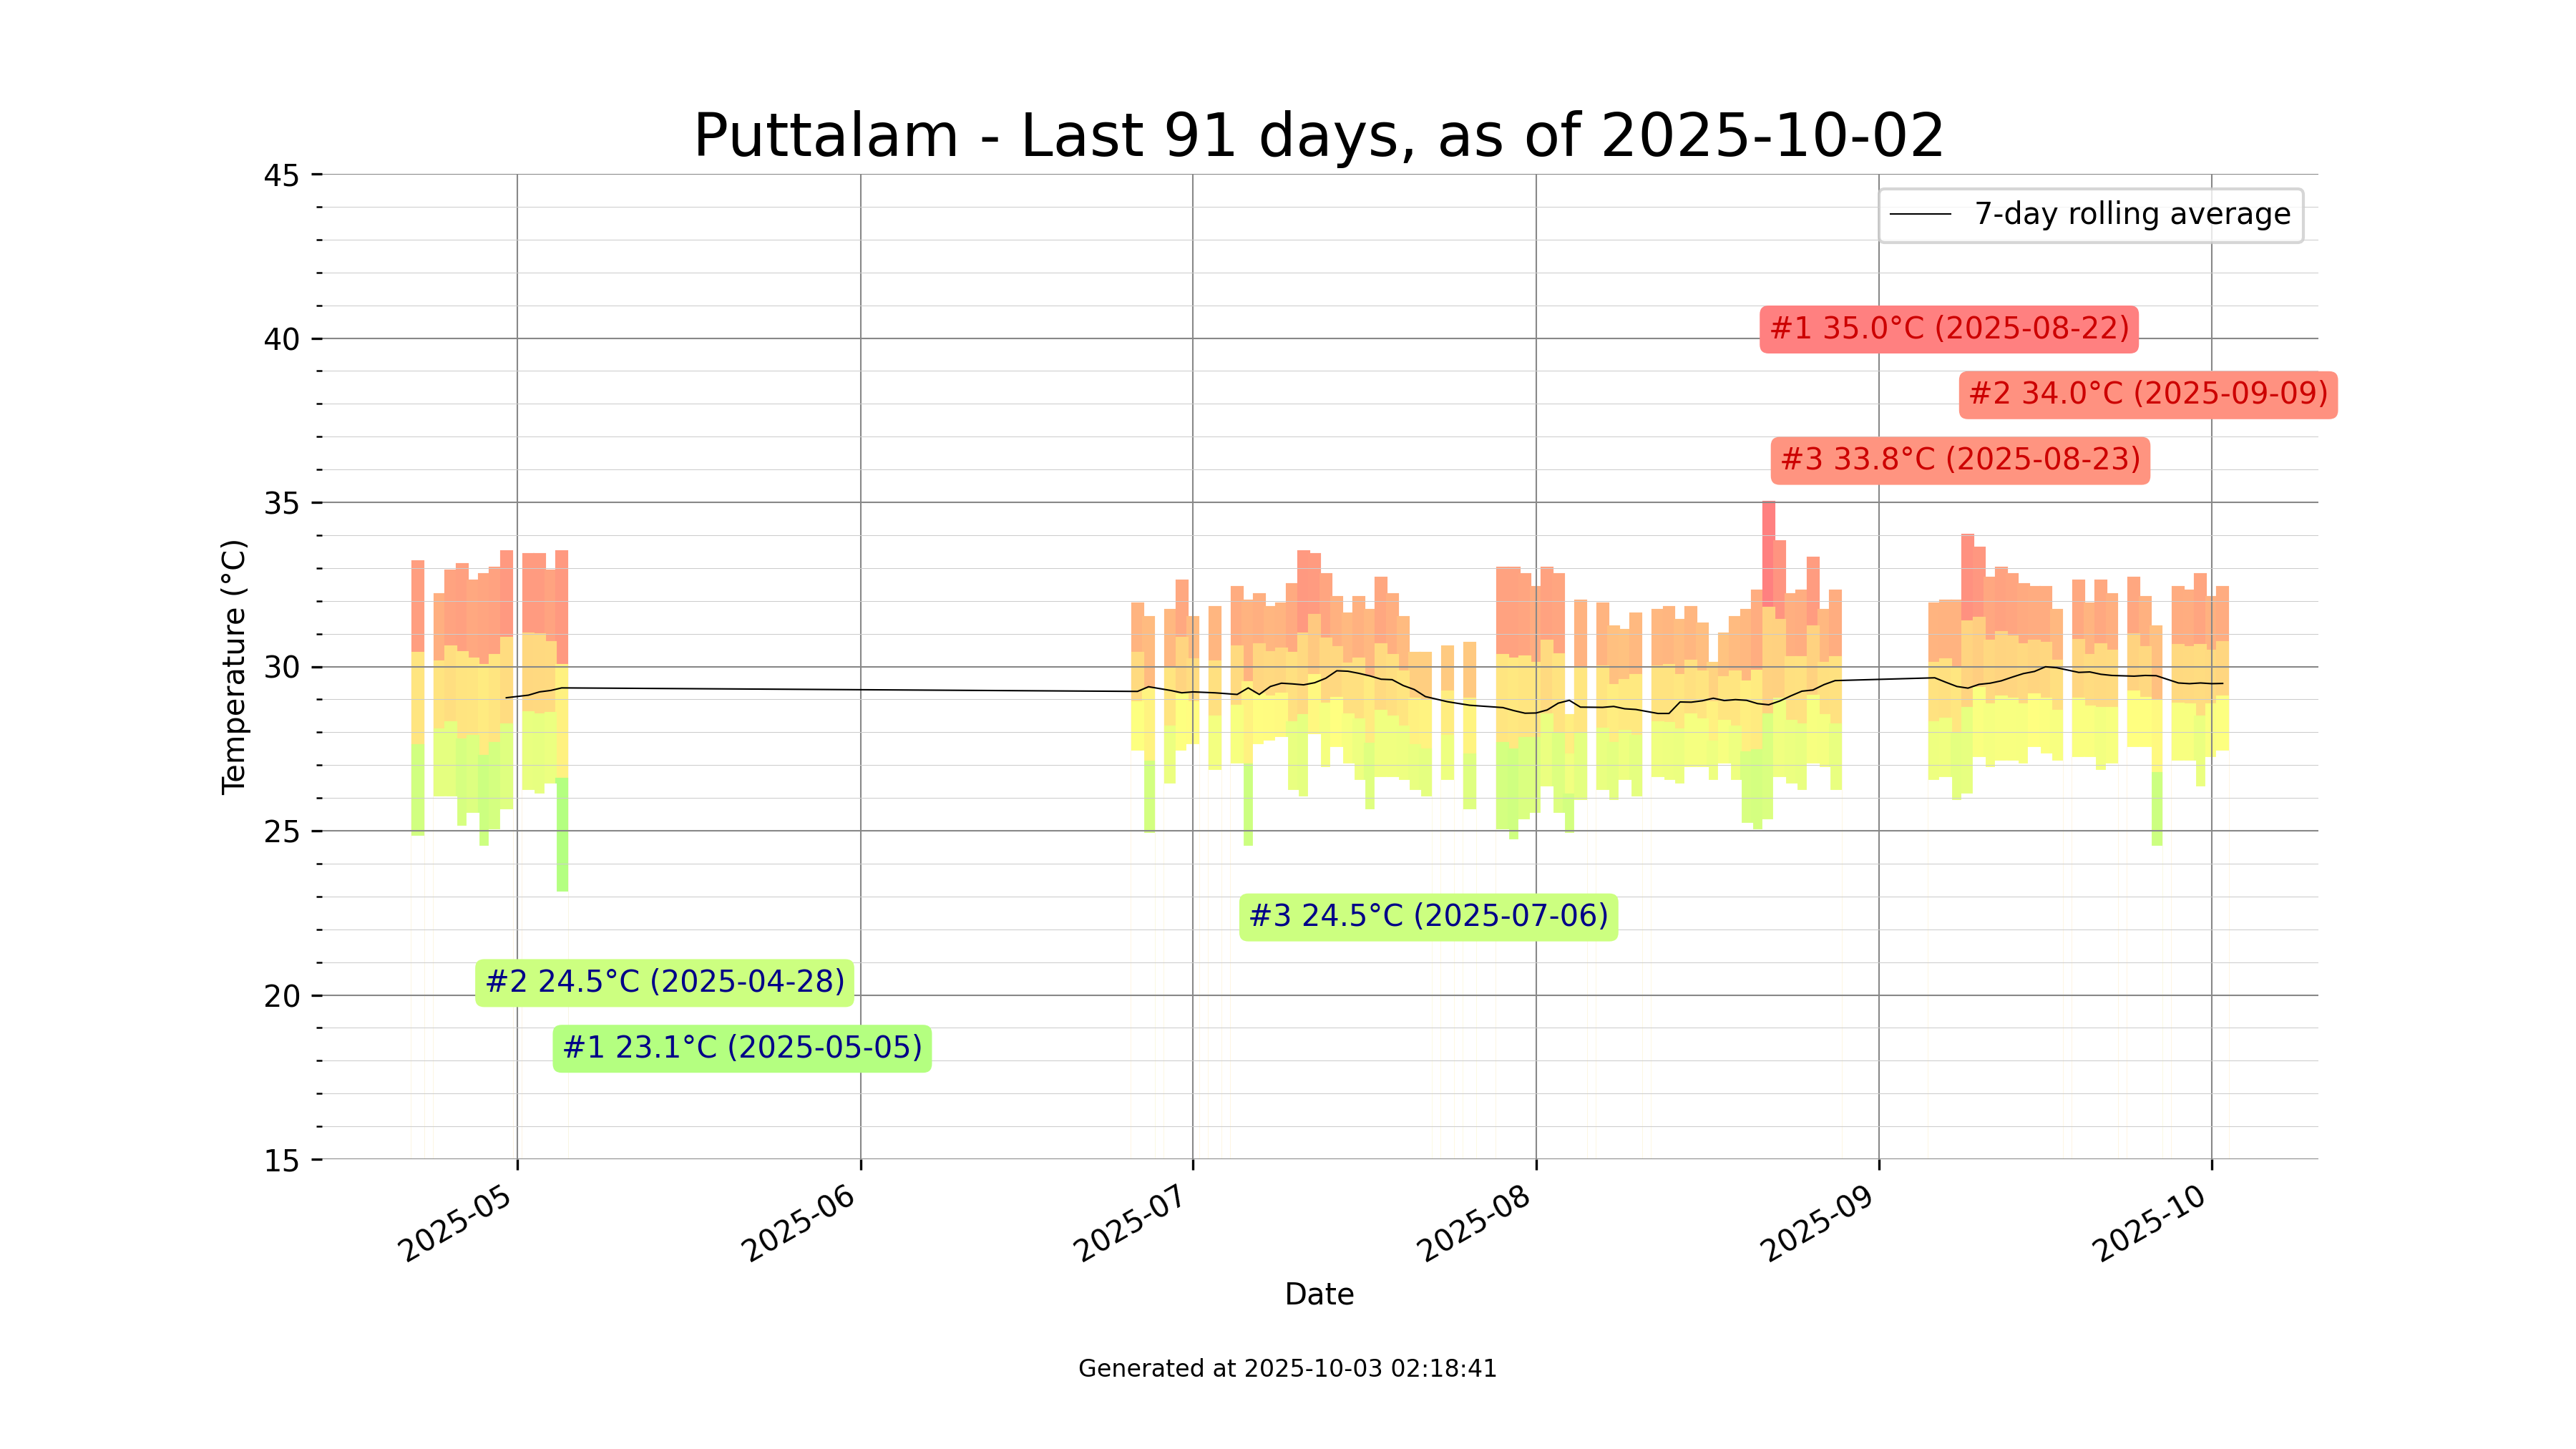 Puttalam - Last 91 days, as of 2025-10-02
45
40
35
30
25
20
15
Temperature (°C)
7-day rolling average
#1 35.0°C (2025-08-22)
#2 34.0°C (2025-09-09)
#3 33.8°C (2025-08-23)
#3 24.5°C (2025-07-06)
#2 24.5°C (2025-04-28)
#1 23.1°C (2025-05-05)
2025-05
2025-06
2025-07
2025-08
2025-09
2025-10
Date
Generated at 2025-10-03 02:18:41